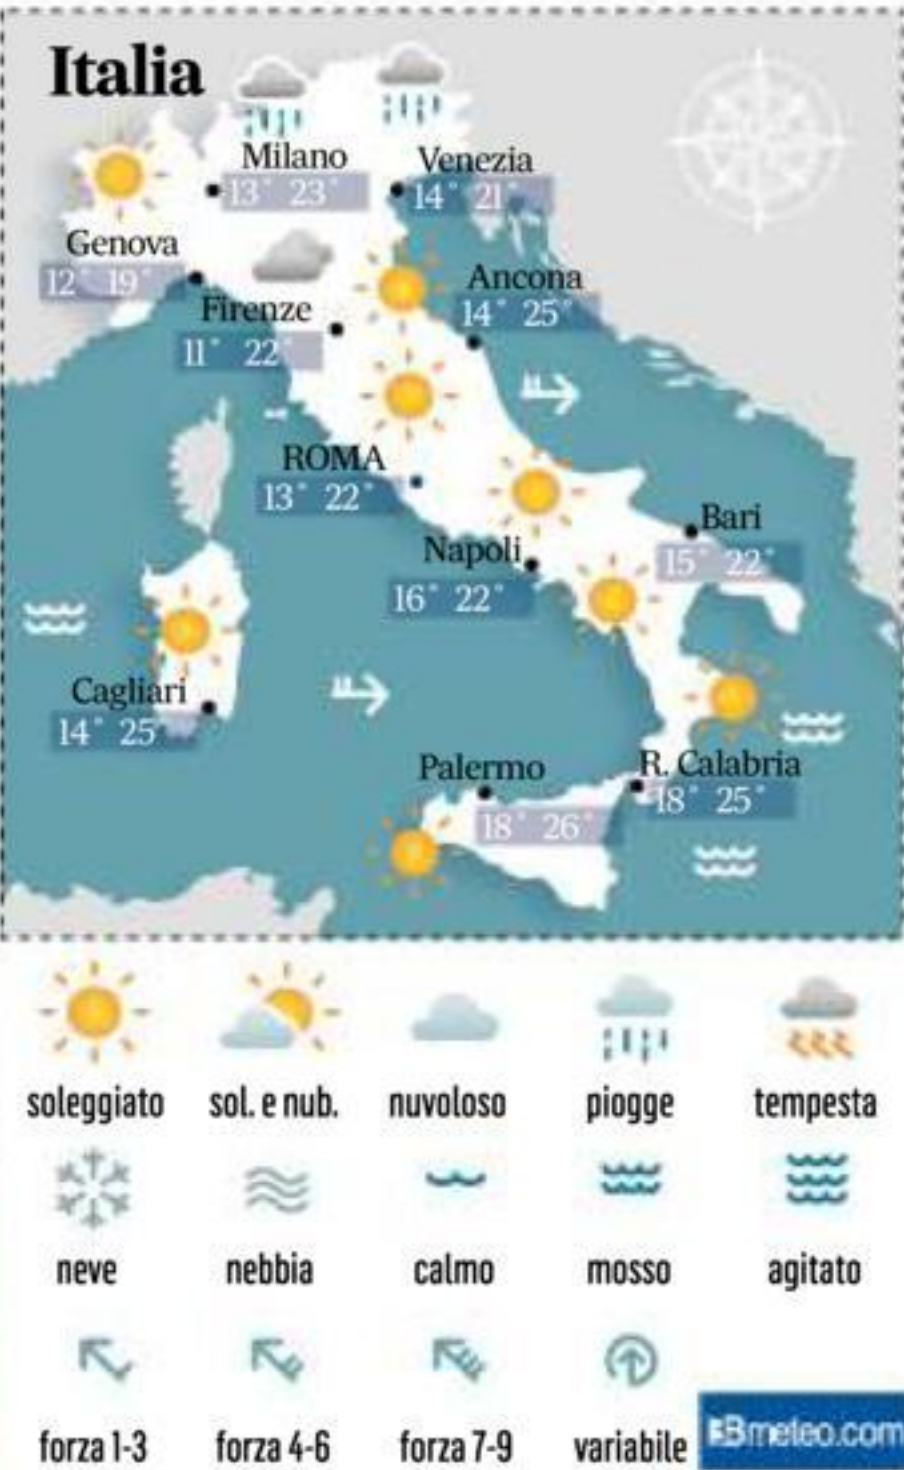 Italia
Milano
13° 23°
Venezia
14° 21°
Genova
12° 19°
Firenze
11° 22°
Ancona
14° 25°
ROMA
13° 22°
Bari
15° 22°
Napoli
16° 22°
Cagliari
14° 25°
Palermo
18° 26°
R. Calabria
18° 25°
soleggiato sol. e nub. nuvoloso piogge tempesta
neve nebbia calmo mosso agitato
forza 1-3 forza 4-6 forza 7-9 variabile
3Bmeteo.com